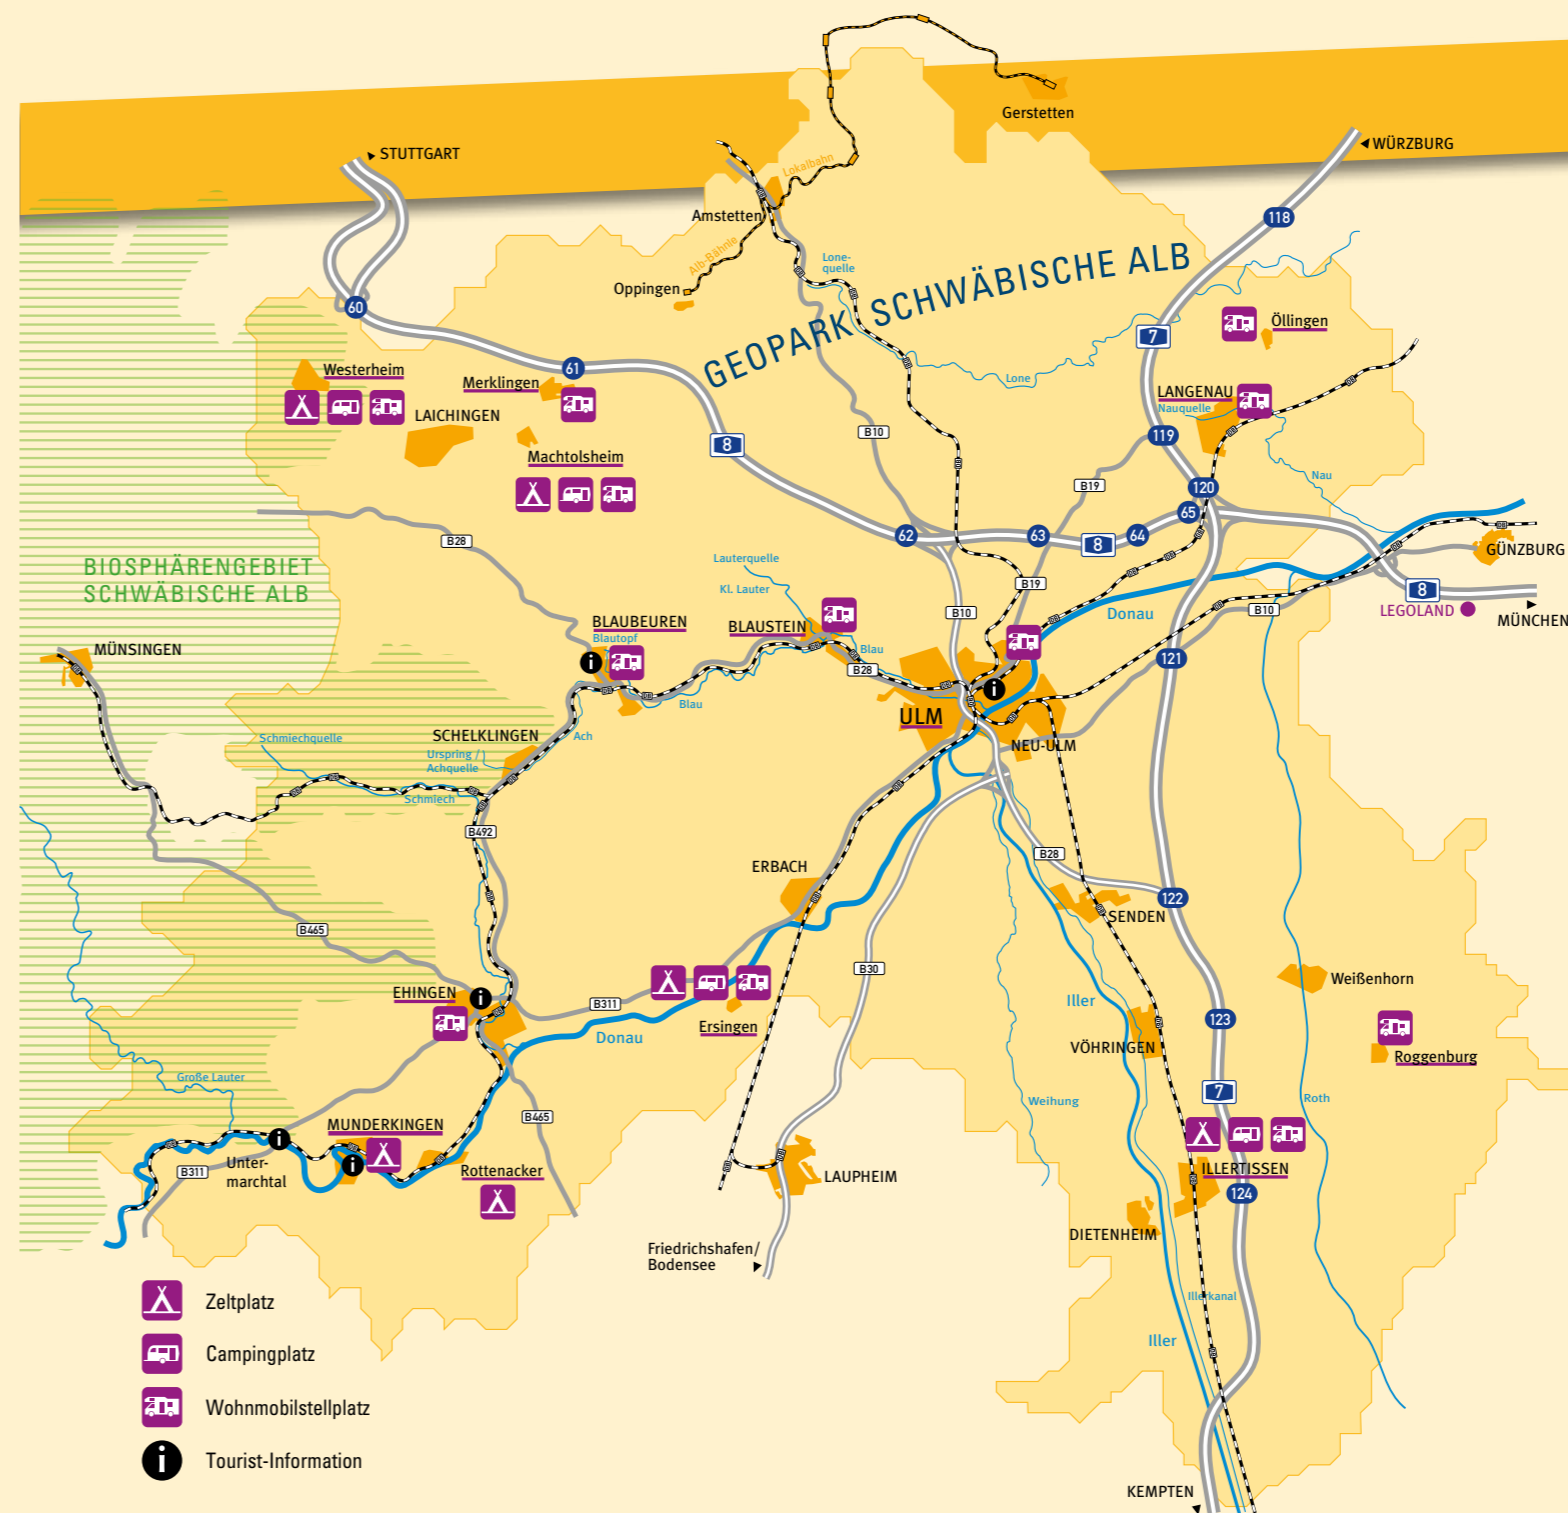 Gerstetten
STUTTGART
WÜRZBURG
Lokalbahn
118
Amstetten
Alb-Bähnle
Lone-
quelle
GEOPARK SCHWÄBISCHE ALB
Oppingen
60
7
Öllingen
Westerheim
61
Merklingen
Lone
LANGENAU
Nauquelle
LAICHINGEN
B10
119
8
Machtolsheim
Nau
B19
120
65
62
63
8
64
B28
GÜNZBURG
BIOSPHÄRENGEBIET
SCHWÄBISCHE ALB
Lauterquelle
Kl. Lauter
B19
8
B10
B10
LEGOLAND
MÜNCHEN
Donau
BLAUBEUREN
Blautopf
BLAUSTEIN
Blau
MÜNSINGEN
i
B28
121
i
Blau
ULM
NEU-ULM
SCHELKLINGEN
Ach
Schmiechquelle
Urspring /
Achquelle
Schmiech
B492
B28
ERBACH
122
SENDEN
B465
B30
Weißenhorn
EHINGEN
i
B311
Iller
Ersingen
Donau
123
VÖHRINGEN
Roggenburg
Große Lauter
7
Roth
B465
Weihung
MUNDERKINGEN
i
i
Unter-
marchtal
B311
Rottenacker
LAUPHEIM
ILLERTISSEN
124
DIETENHEIM
Friedrichshafen/
Bodensee
Illerkanal
Iller
Zeltplatz
Campingplatz
Wohnmobilstellplatz
i Tourist-Information
KEMPTEN